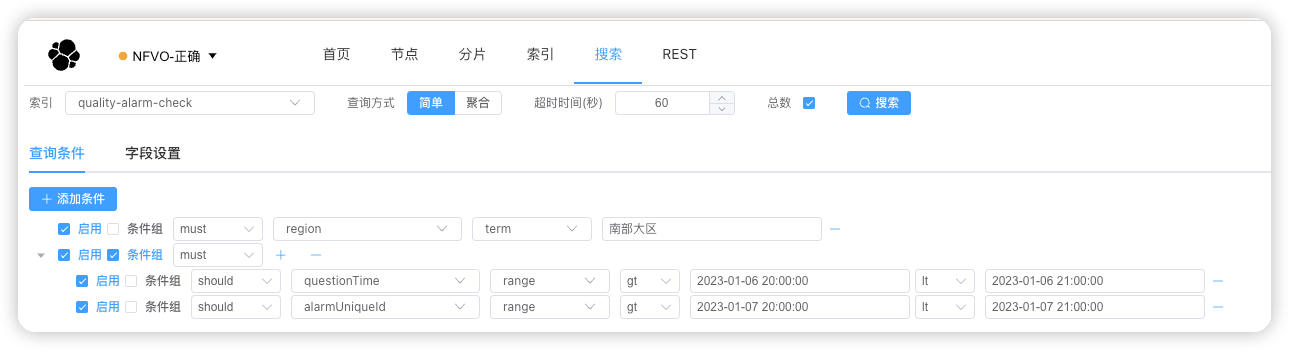 NFVO-正确 首页 节点 分片 索引 搜索 REST
索引 quality-alarm-check 查询方式 简单 聚合 超时时间(秒) 60 总数 搜索
查询条件 字段设置
添加条件
启用 条件组 must region term 南部大区
启用 条件组 must
启用 条件组 should questionTime range gt 2023-01-06 20:00:00 lt 2023-01-06 21:00:00
启用 条件组 should alarmUniqueId range gt 2023-01-07 20:00:00 lt 2023-01-07 21:00:00